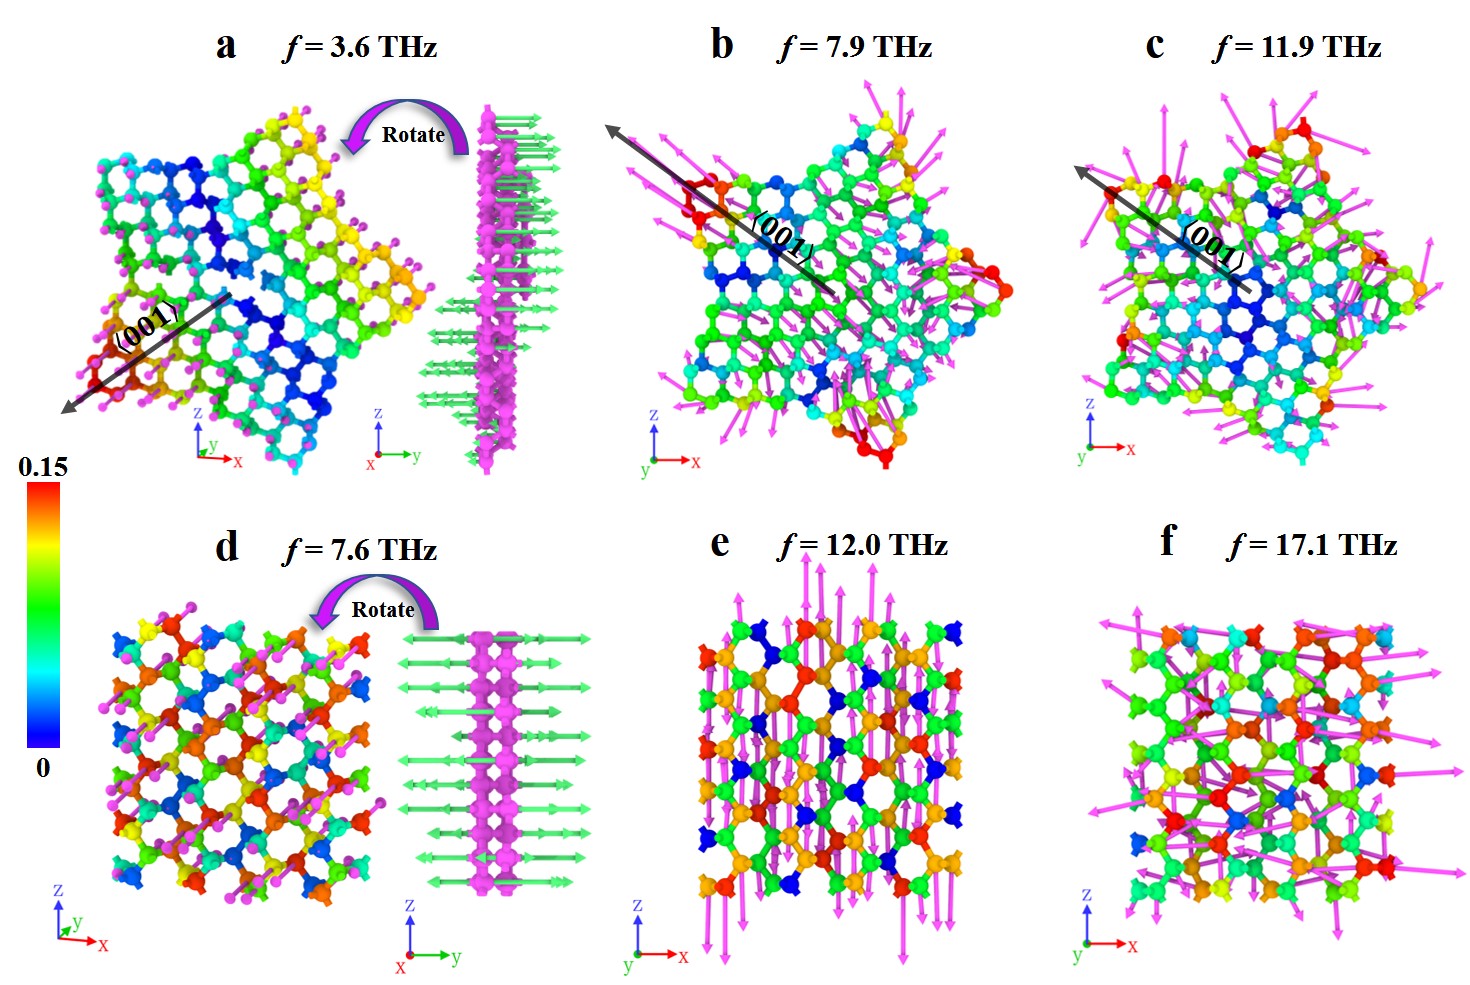 a f = 3.6 THz
b f = 7.9 THz
c f = 11.9 THz
Rotate
⟨001⟩
⟨001⟩
⟨001⟩
z
y
x
z
x
y
z
y
x
z
y
x
0.15
0
d f = 7.6 THz
e f = 12.0 THz
f f = 17.1 THz
Rotate
z
y
x
z
x
y
z
y
x
z
y
x